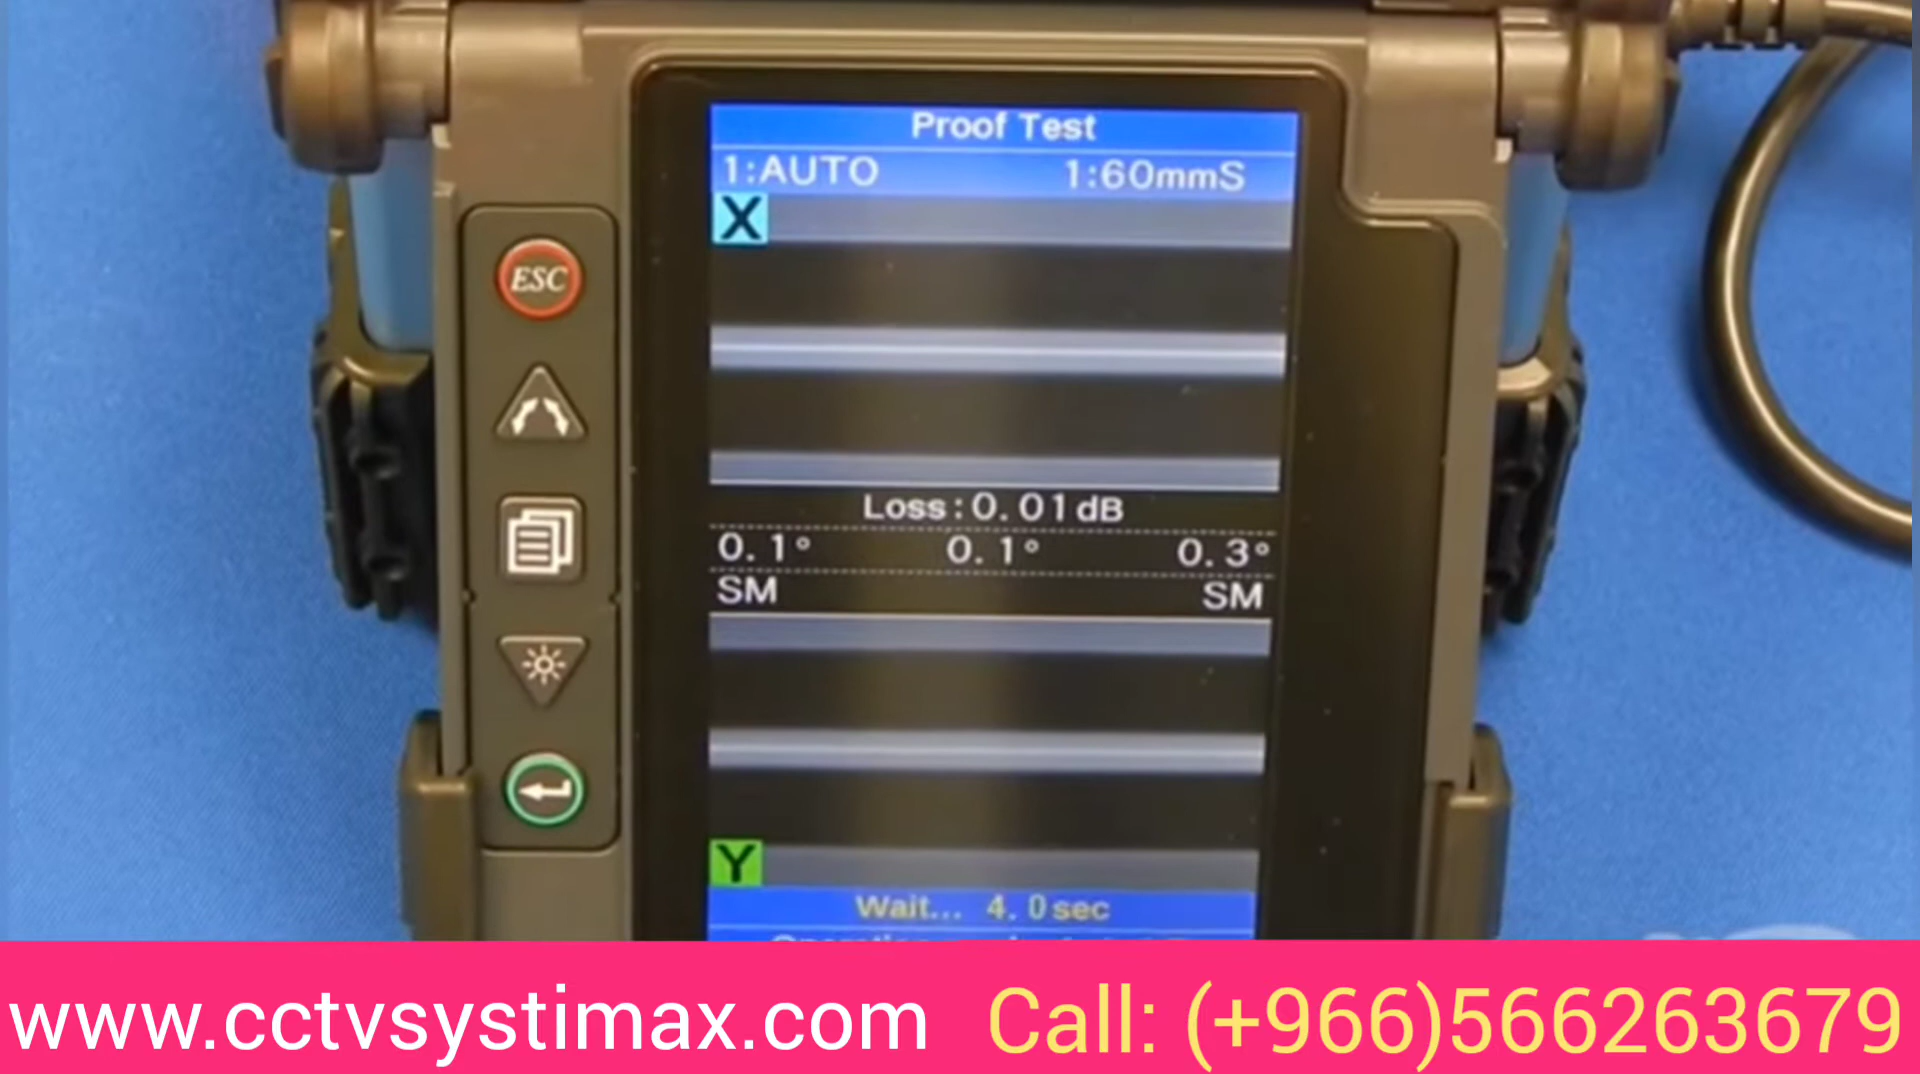 Proof Test
1:AUTO 1:60mmS
X
ESC
Loss:0.01dB
0.1° 0.1° 0.3°
SM SM
Y
Wait... 4.0sec
www.cctvsystimax.com Call: (+966)566263679